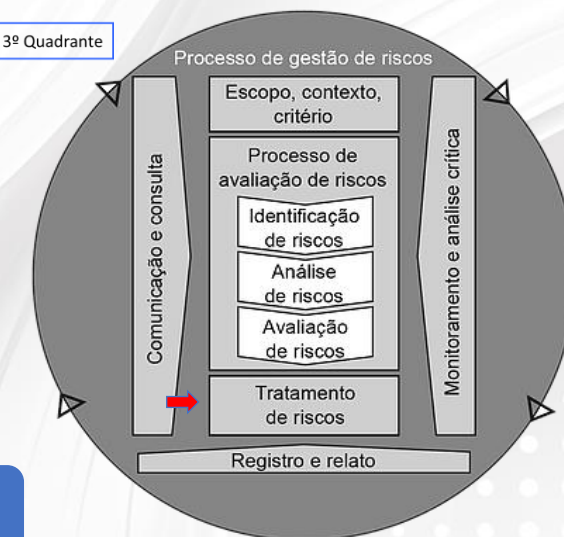 3º Quadrante
Processo de gestão de riscos
Escopo, contexto,
critério
Processo de
avaliação de riscos
Identificação
de riscos
Análise
de riscos
Avaliação
de riscos
Tratamento
de riscos
Comunicação e consulta
Monitoramento e análise crítica
Registro e relato